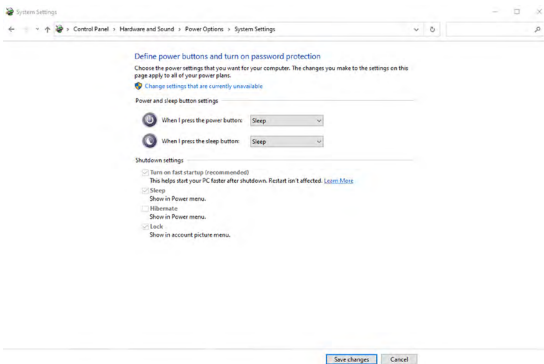 System Settings
Control Panel > Hardware and Sound > Power Options > System Settings
Define power buttons and turn on password protection
Choose the power settings that you want for your computer. The changes you make to the settings on this
page apply to all of your power plans.
Change settings that are currently unavailable
Power and sleep button settings
When I press the power button: Sleep
When I press the sleep button: Sleep
Shutdown settings
Turn on fast startup (recommended)
This helps start your PC faster after shutdown. Restart isn't affected. Learn More
Sleep
Show in Power menu.
Hibernate
Show in Power menu.
Lock
Show in account picture menu.
Save changes Cancel